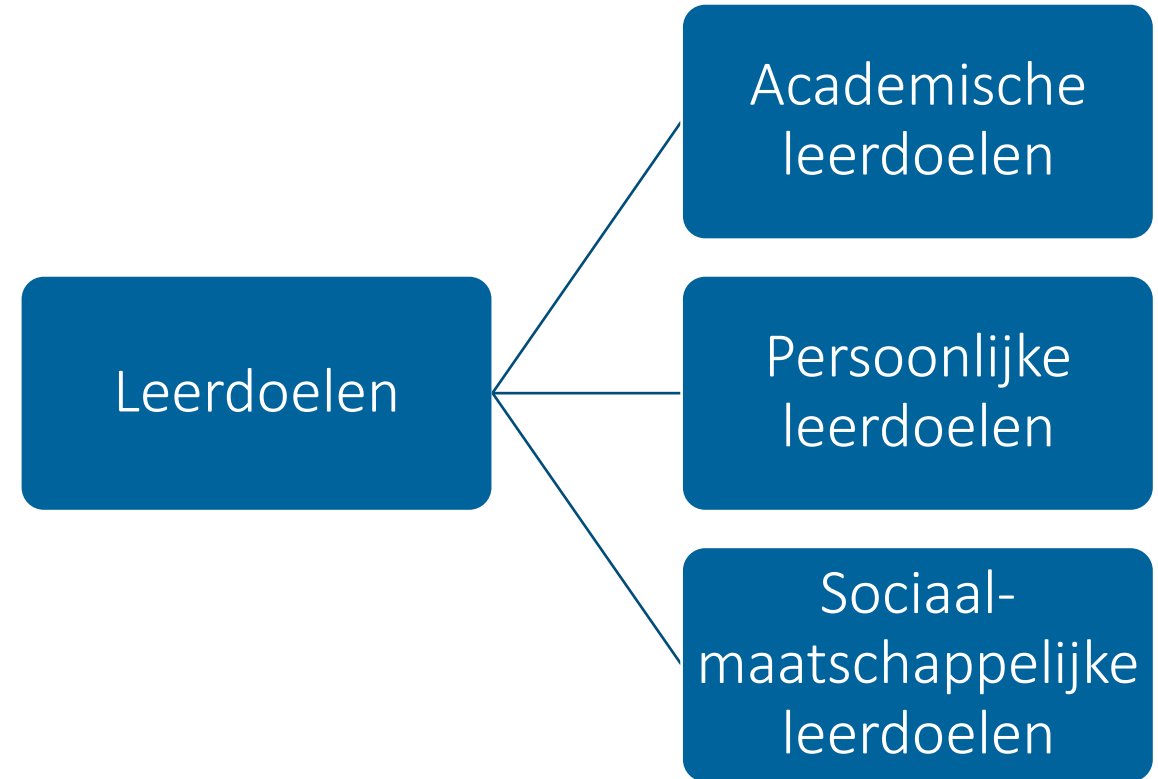 Leerdoelen
Academische
leerdoelen
Persoonlijke
leerdoelen
Sociaal-
maatschappelijke
leerdoelen